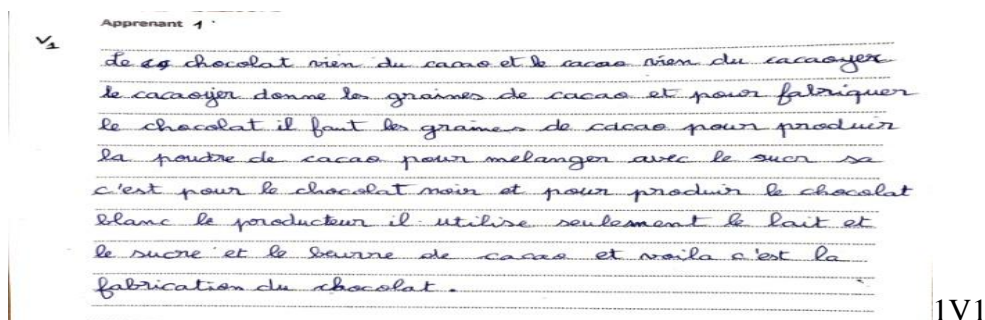 Apprenant 1
V1
Le chocolat vien du cacao et le cacao vien du cacaoyer
le cacaoyer donne les graines de cacao et pour fabriquer
le chocolat il faut les graines de cacao pour produir
la poudre de cacao pour melanger avec le sucr sa
c'est pour le chocolat noir et pour produir le chocolat
blanc le producteur il utilise seulement le lait et
le sucre et le beurre de cacao et voila c'est la
fabrication du chocolat.
1V1